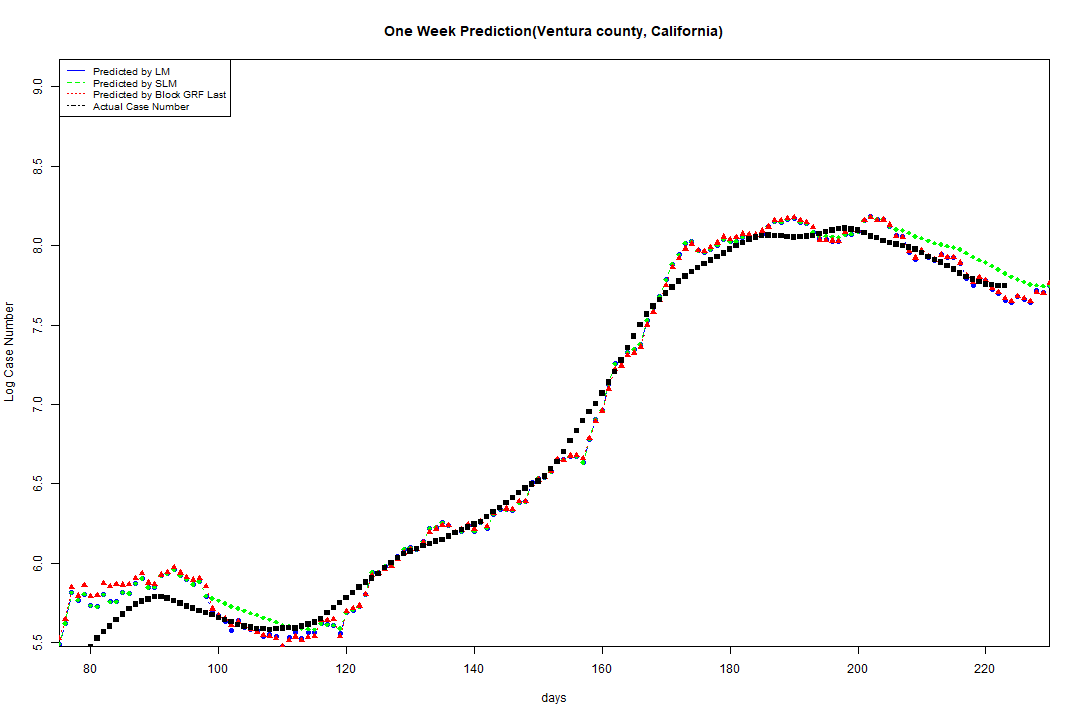 One Week Prediction(Ventura county, California)
Predicted by LM
Predicted by SLM
Predicted by Block GRF Last
Actual Case Number
9.0
8.5
8.0
7.5
7.0
6.5
6.0
5.5
Log Case Number
80 100 120 140 160 180 200 220
days